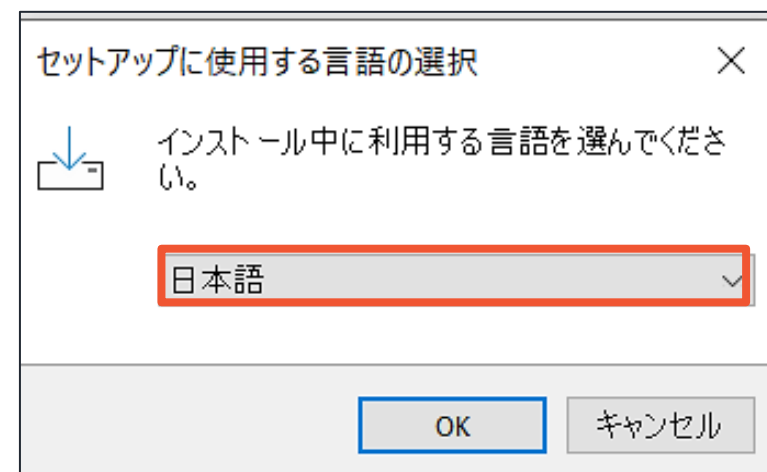 セットアップに使用する言語の選択
インストール中に利用する言語を選んでくださ
い。
日本語
OK キャンセル